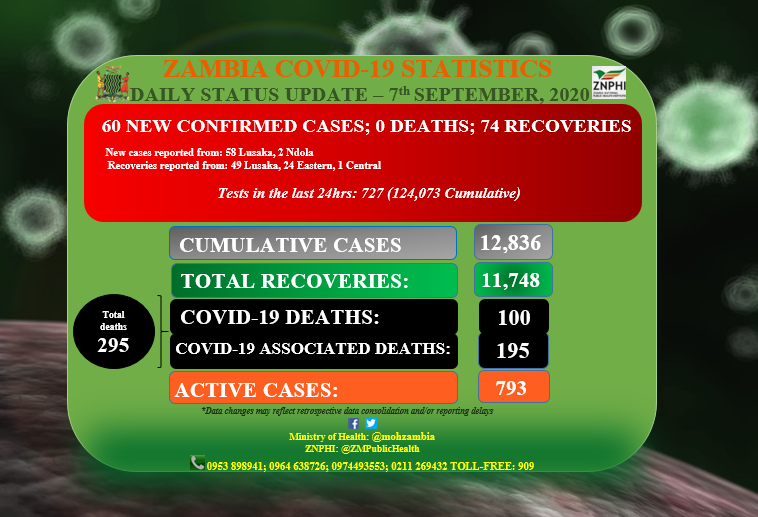 ZAMBIA COVID-19 STATISTICS
DAILY STATUS UPDATE – 7th SEPTEMBER, 2020
ZNPHI
60 NEW CONFIRMED CASES; 0 DEATHS; 74 RECOVERIES
New cases reported from: 58 Lusaka, 2 Ndola
Recoveries reported from: 49 Lusaka, 24 Eastern, 1 Central
Tests in the last 24hrs: 727 (124,073 Cumulative)
CUMULATIVE CASES 12,836
TOTAL RECOVERIES: 11,748
Total
deaths
295
COVID-19 DEATHS: 100
COVID-19 ASSOCIATED DEATHS: 195
ACTIVE CASES: 793
*Data changes may reflect retrospective data consolidation and/or reporting delays
Ministry of Health: @mohzambia
ZNPHI: @ZMPublicHealth
0953 898941; 0964 638726; 0974493553; 0211 269432 TOLL-FREE: 909